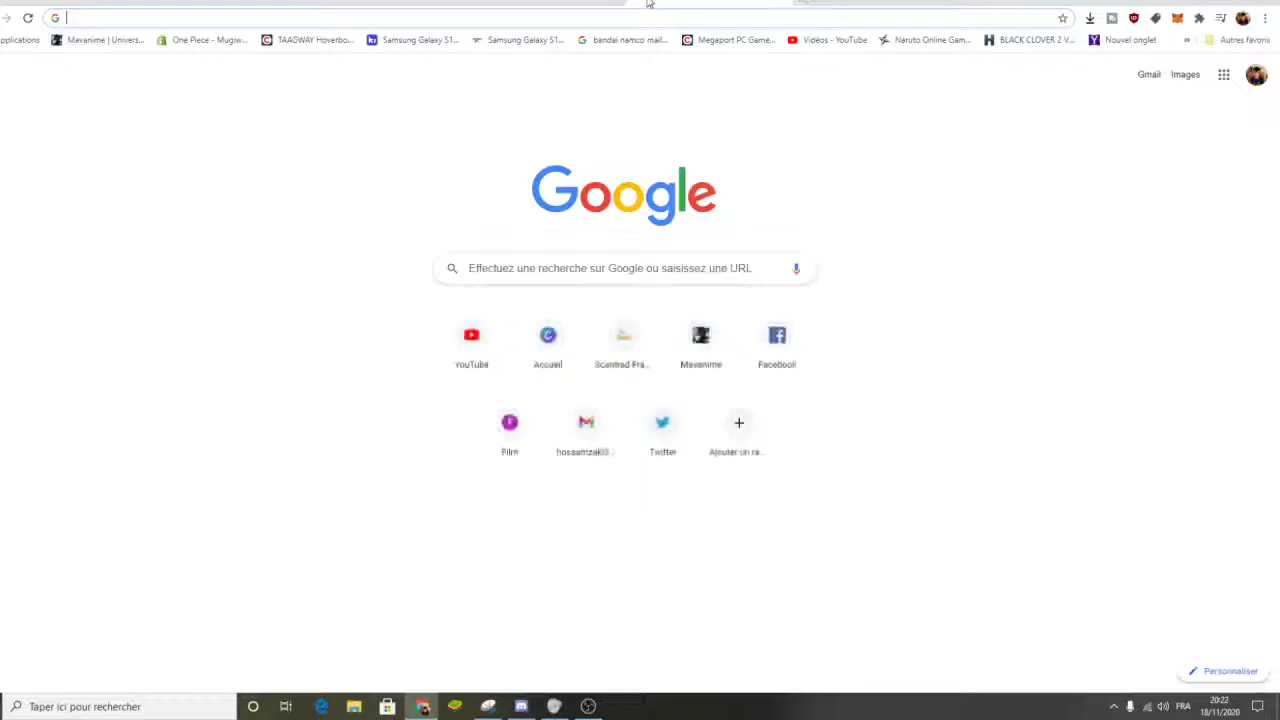 plications Mavanimé | Univers... One Piece - Mugiw... TAAGWAY Hoverbo... Samsung Galaxy S1... Samsung Galaxy S1... bandai namco mail... Megaport PC Game... Vidéos - YouTube Naruto Online Gam... BLACK CLOVER 2 V... Nouvel onglet » Autres favoris
Gmail Images
Google
Effectuez une recherche sur Google ou saisissez une URL
YouTube Accueil Scantrad Fra... Mavanime Facebook
Film hossamzaki3... Twitter Ajouter un ra...
Personnaliser
Taper ici pour rechercher FRA 20:22
18/11/2020